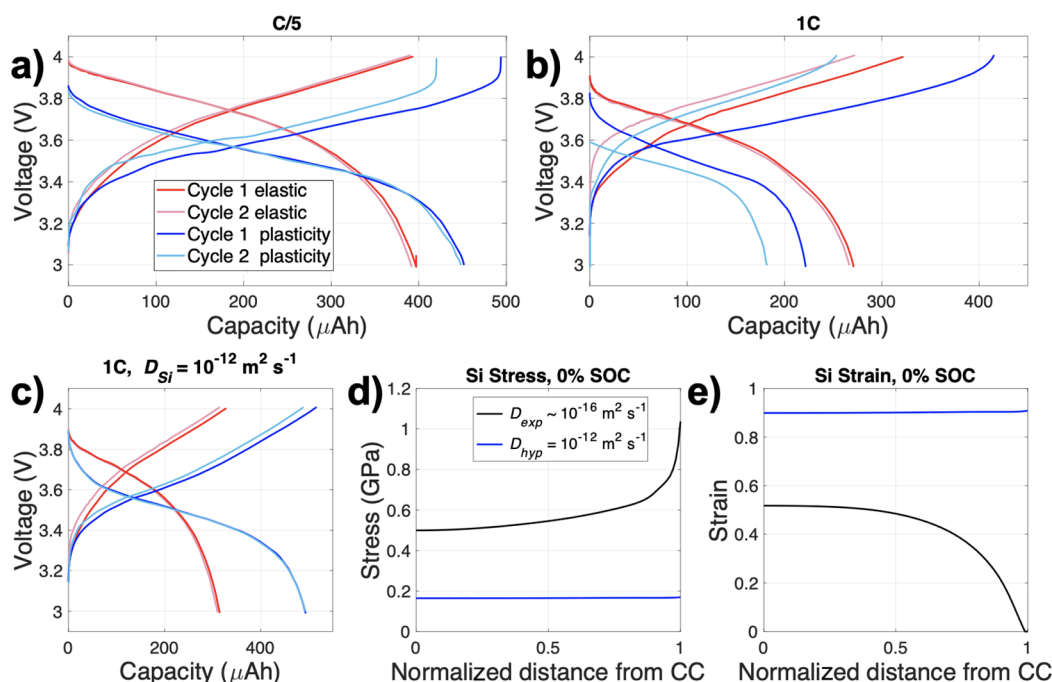 C/5
a)
Voltage (V)
4
3.8
3.6
3.4
3.2
3
Cycle 1 elastic
Cycle 2 elastic
Cycle 1 plasticity
Cycle 2 plasticity
0 100 200 300 400 500
Capacity (μAh)
1C
b)
Voltage (V)
4
3.8
3.6
3.4
3.2
3
0 100 200 300 400
Capacity (μAh)
1C, D_Si = 10^-12 m^2 s^-1
c)
Voltage (V)
4
3.8
3.6
3.4
3.2
3
0 200 400
Capacity (μAh)
Si Stress, 0% SOC
d)
Stress (GPa)
1.2
1
0.8
0.6
0.4
0.2
0
D_exp ~ 10^-16 m^2 s^-1
D_hyp = 10^-12 m^2 s^-1
0 0.5 1
Normalized distance from CC
Si Strain, 0% SOC
e)
Strain
1
0.8
0.6
0.4
0.2
0
0 0.5 1
Normalized distance from CC